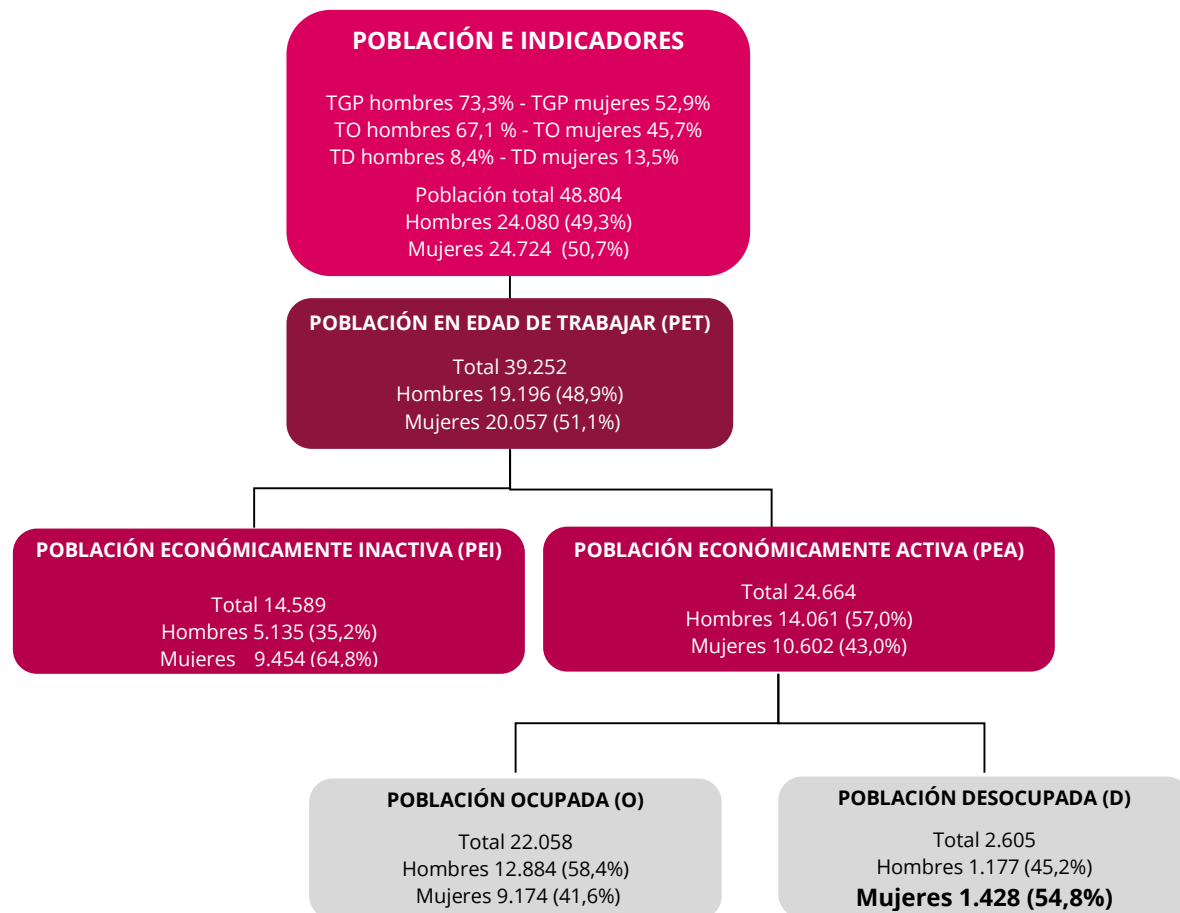 POBLACIÓN E INDICADORES
TGP hombres 73,3% - TGP mujeres 52,9%
TO hombres 67,1 % - TO mujeres 45,7%
TD hombres 8,4% - TD mujeres 13,5%
Población total 48.804
Hombres 24.080 (49,3%)
Mujeres 24.724 (50,7%)
POBLACIÓN EN EDAD DE TRABAJAR (PET)
Total 39.252
Hombres 19.196 (48,9%)
Mujeres 20.057 (51,1%)
POBLACIÓN ECONÓMICAMENTE INACTIVA (PEI)
Total 14.589
Hombres 5.135 (35,2%)
Mujeres 9.454 (64,8%)
POBLACIÓN ECONÓMICAMENTE ACTIVA (PEA)
Total 24.664
Hombres 14.061 (57,0%)
Mujeres 10.602 (43,0%)
POBLACIÓN OCUPADA (O)
Total 22.058
Hombres 12.884 (58,4%)
Mujeres 9.174 (41,6%)
POBLACIÓN DESOCUPADA (D)
Total 2.605
Hombres 1.177 (45,2%)
Mujeres 1.428 (54,8%)